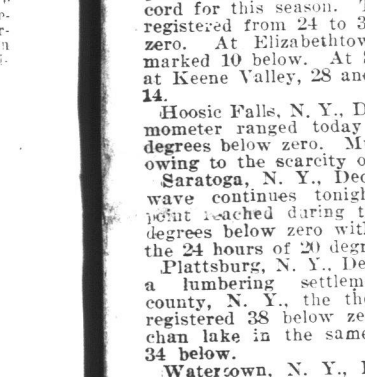 cord for this season.
registered from 24 to 3
zero. At Elizabethtow
marked 10 below. At
at Keene Valley, 28 an
14.
Hoosic Falls, N. Y., D
mometer ranged today
degrees below zero. M
owing to the scarcity o
Saratoga, N. Y., Dec
wave continues tonigh
point reached during t
degrees below zero wit
the 24 hours of 20 degr
Plattsburg, N. Y., De
a lumbering settlem
county, N. Y., the th
registered 38 below ze
chan lake in the same
34 below.
Watertown, N. Y.,